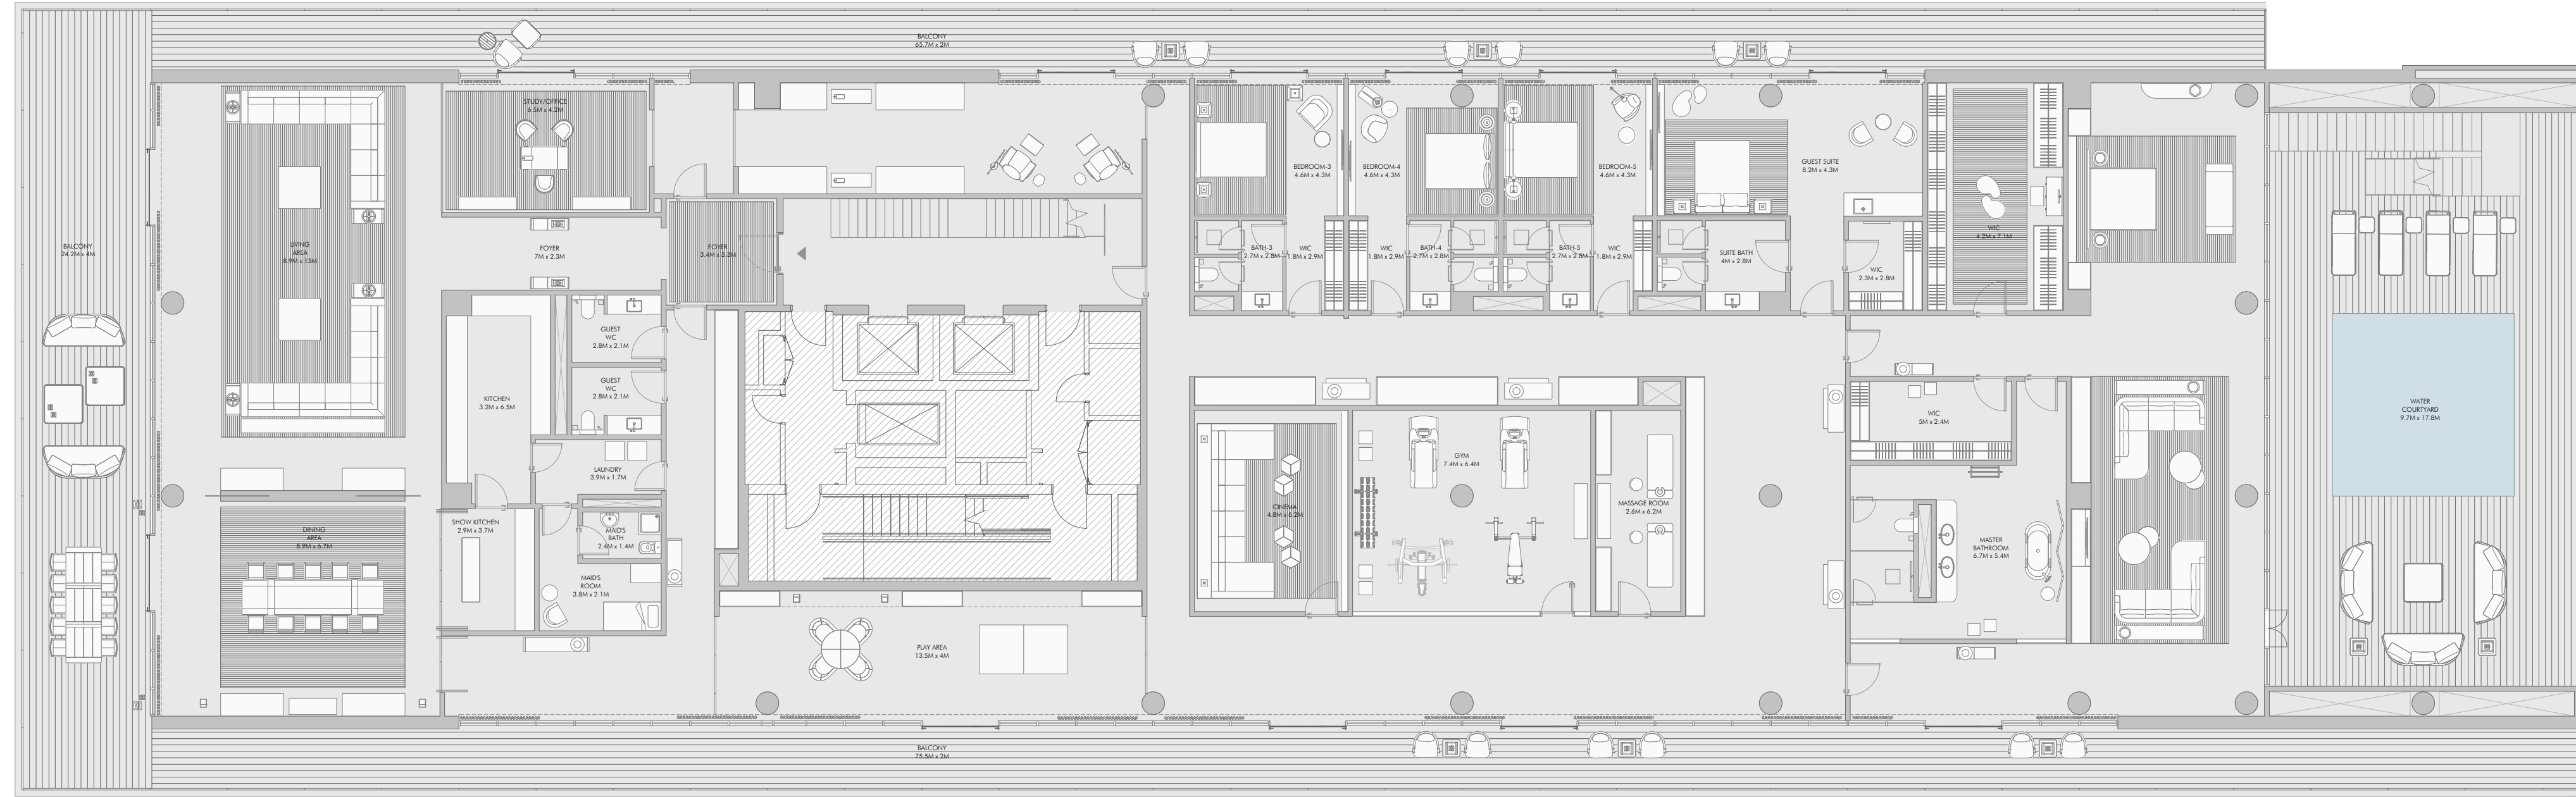 BALCONY
65.7M x 2M
STUDY/OFFICE
6.5M x 4.2M
BEDROOM-3
4.6M x 4.3M
BEDROOM-4
4.6M x 4.3M
BEDROOM-5
4.6M x 4.3M
GUEST SUITE
8.2M x 4.3M
WIC
4.2M x 7.1M
BALCONY
24.2M x 4M
LIVING
AREA
8.9M x 13M
FOYER
7M x 2.3M
FOYER
3.4M x 3.3M
BATH-3
2.7M x 2.8M
WIC
1.8M x 2.9M
WIC
1.8M x 2.9M
BATH-4
2.7M x 2.8M
BATH-5
2.7M x 2.8M
WIC
1.8M x 2.9M
SUITE BATH
4M x 2.8M
WIC
2.3M x 2.8M
GUEST
WC
2.8M x 2.1M
GUEST
WC
2.8M x 2.1M
KITCHEN
3.2M x 6.5M
WIC
5M x 2.4M
WATER
COURTYARD
9.7M x 17.8M
LAUNDRY
3.9M x 1.7M
GYM
7.4M x 6.4M
CINEMA
4.8M x 6.2M
MASSAGE ROOM
2.6M x 6.2M
DINING
AREA
8.9M x 6.7M
SHOW KITCHEN
2.9M x 3.7M
MAID'S
BATH
2.4M x 1.4M
MASTER
BATHROOM
6.7M x 5.4M
MAID'S
ROOM
3.8M x 2.1M
PLAY AREA
13.5M x 4M
BALCONY
75.5M x 2M